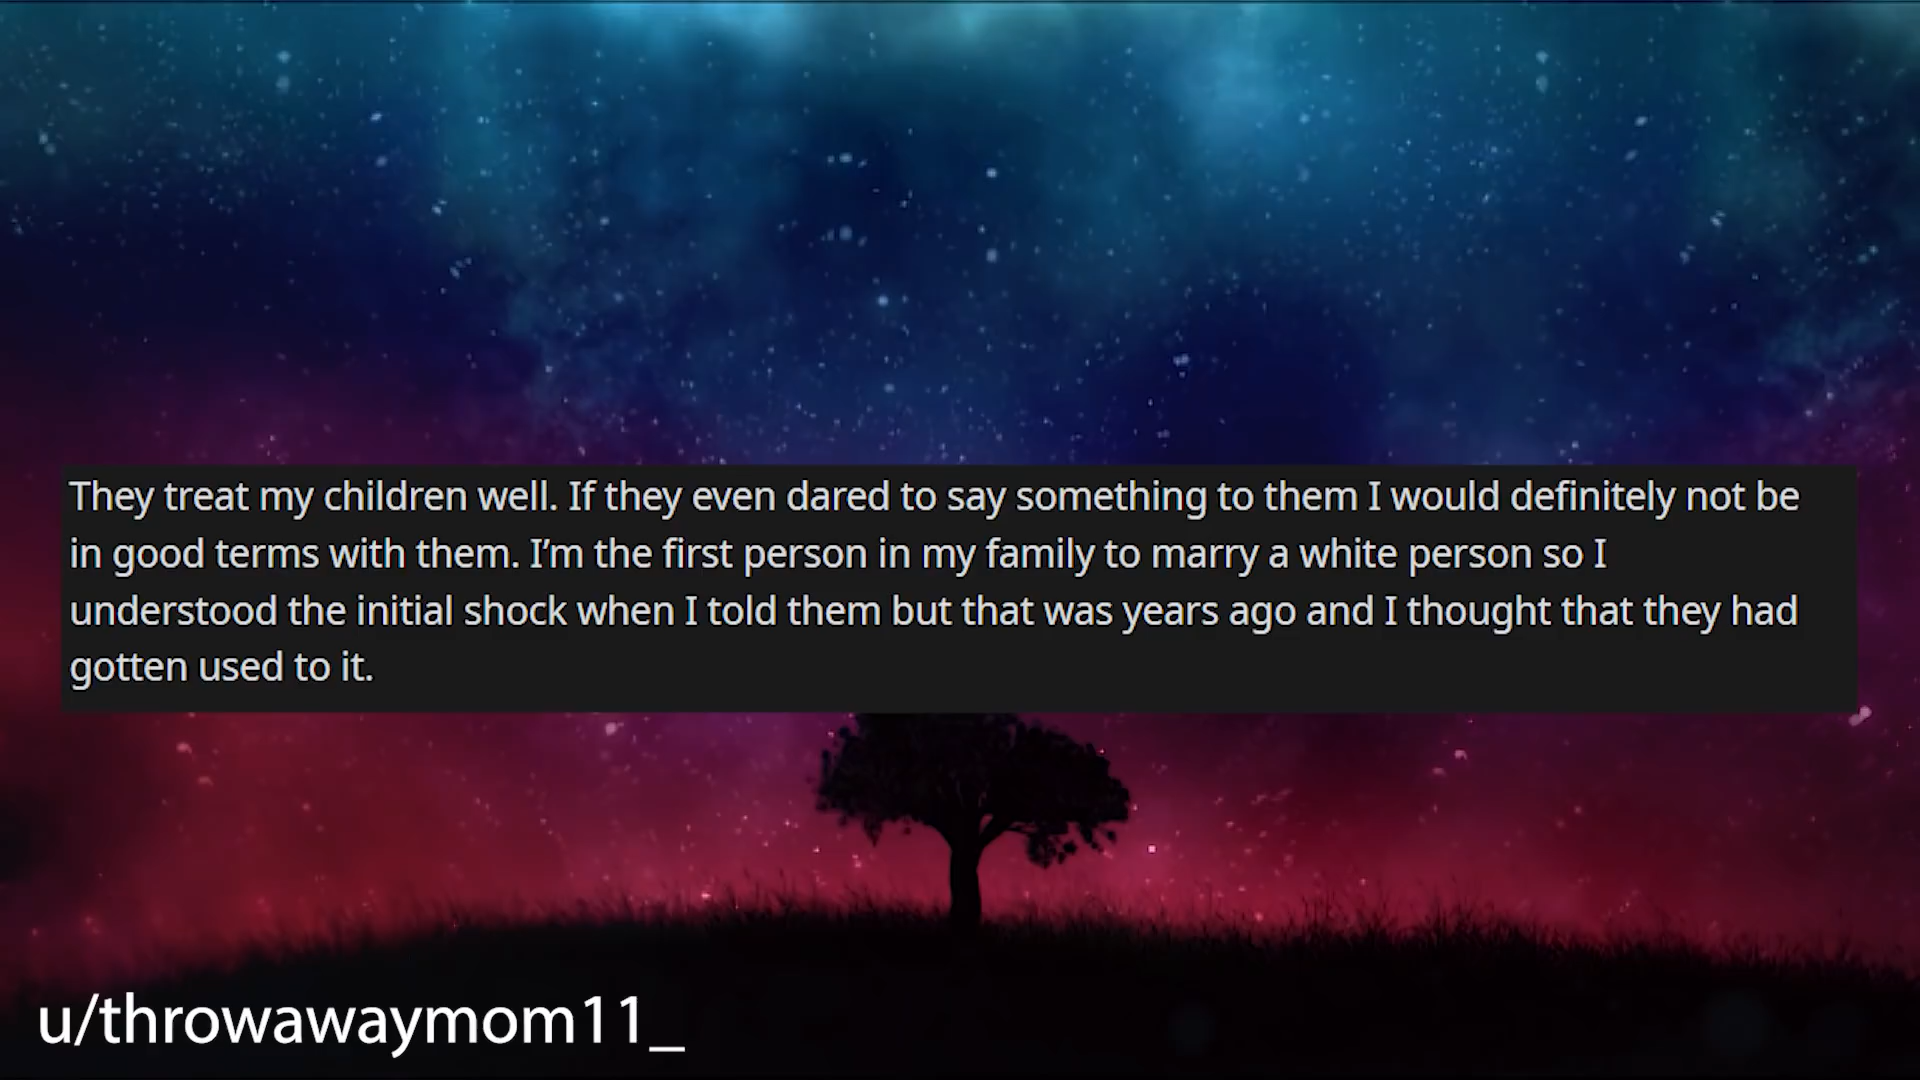 They treat my children well. If they even dared to say something to them I would definitely not be
in good terms with them. I’m the first person in my family to marry a white person so I
understood the initial shock when I told them but that was years ago and I thought that they had
gotten used to it.
u/throwawaymom11_